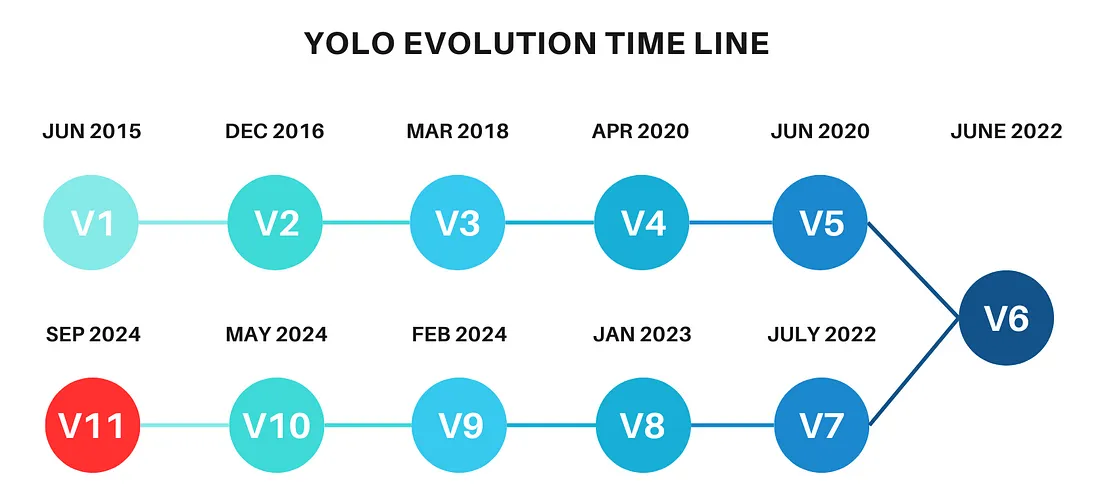 YOLO EVOLUTION TIME LINE
JUN 2015 DEC 2016 MAR 2018 APR 2020 JUN 2020 JUNE 2022
V1 V2 V3 V4 V5
V6
SEP 2024 MAY 2024 FEB 2024 JAN 2023 JULY 2022
V11 V10 V9 V8 V7